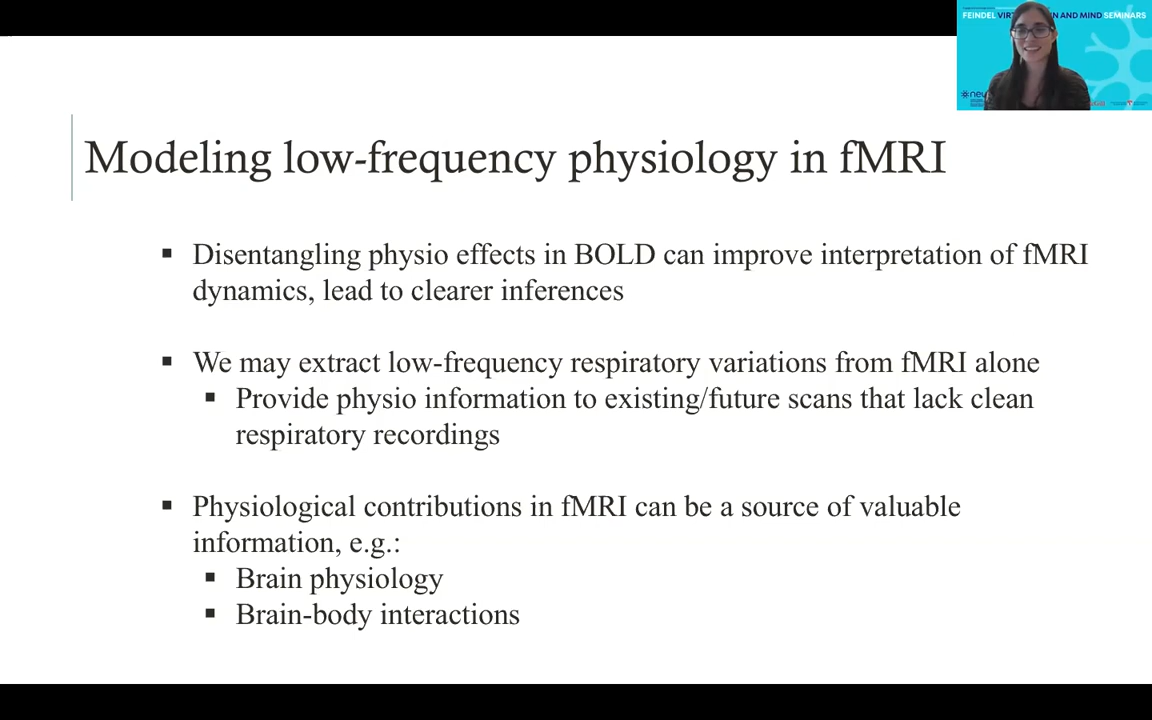 FEINDEL VIRT N AND MIND SEMINARS
Modeling low-frequency physiology in fMRI
▪ Disentangling physio effects in BOLD can improve interpretation of fMRI
dynamics, lead to clearer inferences
▪ We may extract low-frequency respiratory variations from fMRI alone
▪ Provide physio information to existing/future scans that lack clean
respiratory recordings
▪ Physiological contributions in fMRI can be a source of valuable
information, e.g.:
▪ Brain physiology
▪ Brain-body interactions